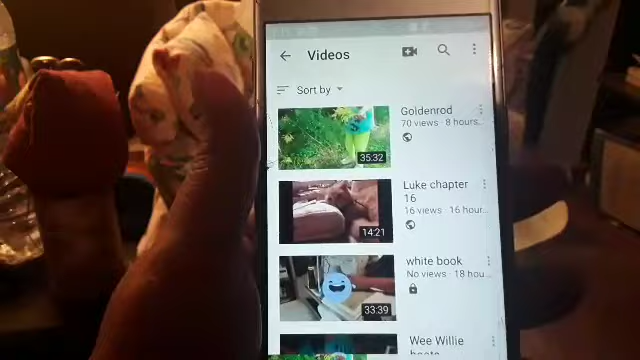 Videos
Sort by
Goldenrod
70 views · 8 hours..
35:32
Luke chapter
16
16 views · 16 hour..
14:21
white book
No views · 18 hou...
33:39
Wee Willie